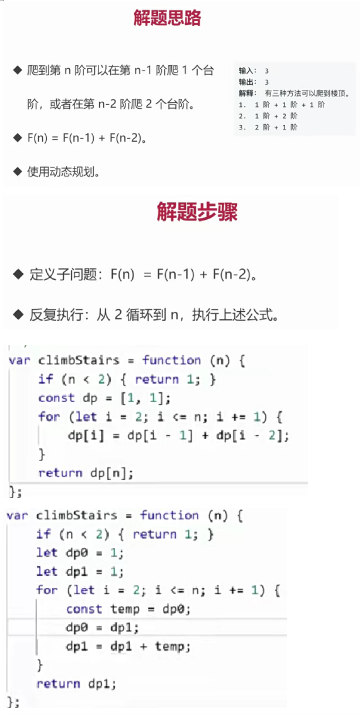 解题思路
◆ 爬到第 n 阶可以在第 n-1 阶爬 1 个台
阶，或者在第 n-2 阶爬 2 个台阶。
◆ F(n) = F(n-1) + F(n-2)。
◆ 使用动态规划。
输入： 3
输出： 3
解释： 有三种方法可以爬到楼顶。
1. 1 阶 + 1 阶 + 1 阶
2. 1 阶 + 2 阶
3. 2 阶 + 1 阶
解题步骤
◆ 定义子问题：F(n) = F(n-1) + F(n-2)。
◆ 反复执行：从 2 循环到 n，执行上述公式。
var climbStairs = function (n) {
    if (n < 2) { return 1; }
    const dp = [1, 1];
    for (let i = 2; i <= n; i += 1) {
        dp[i] = dp[i - 1] + dp[i - 2];
    }
    return dp[n];
};
var climbStairs = function (n) {
    if (n < 2) { return 1; }
    let dp0 = 1;
    let dp1 = 1;
    for (let i = 2; i <= n; i += 1) {
        const temp = dp0;
        dp0 = dp1;
        dp1 = dp1 + temp;
    }
    return dp1;
};